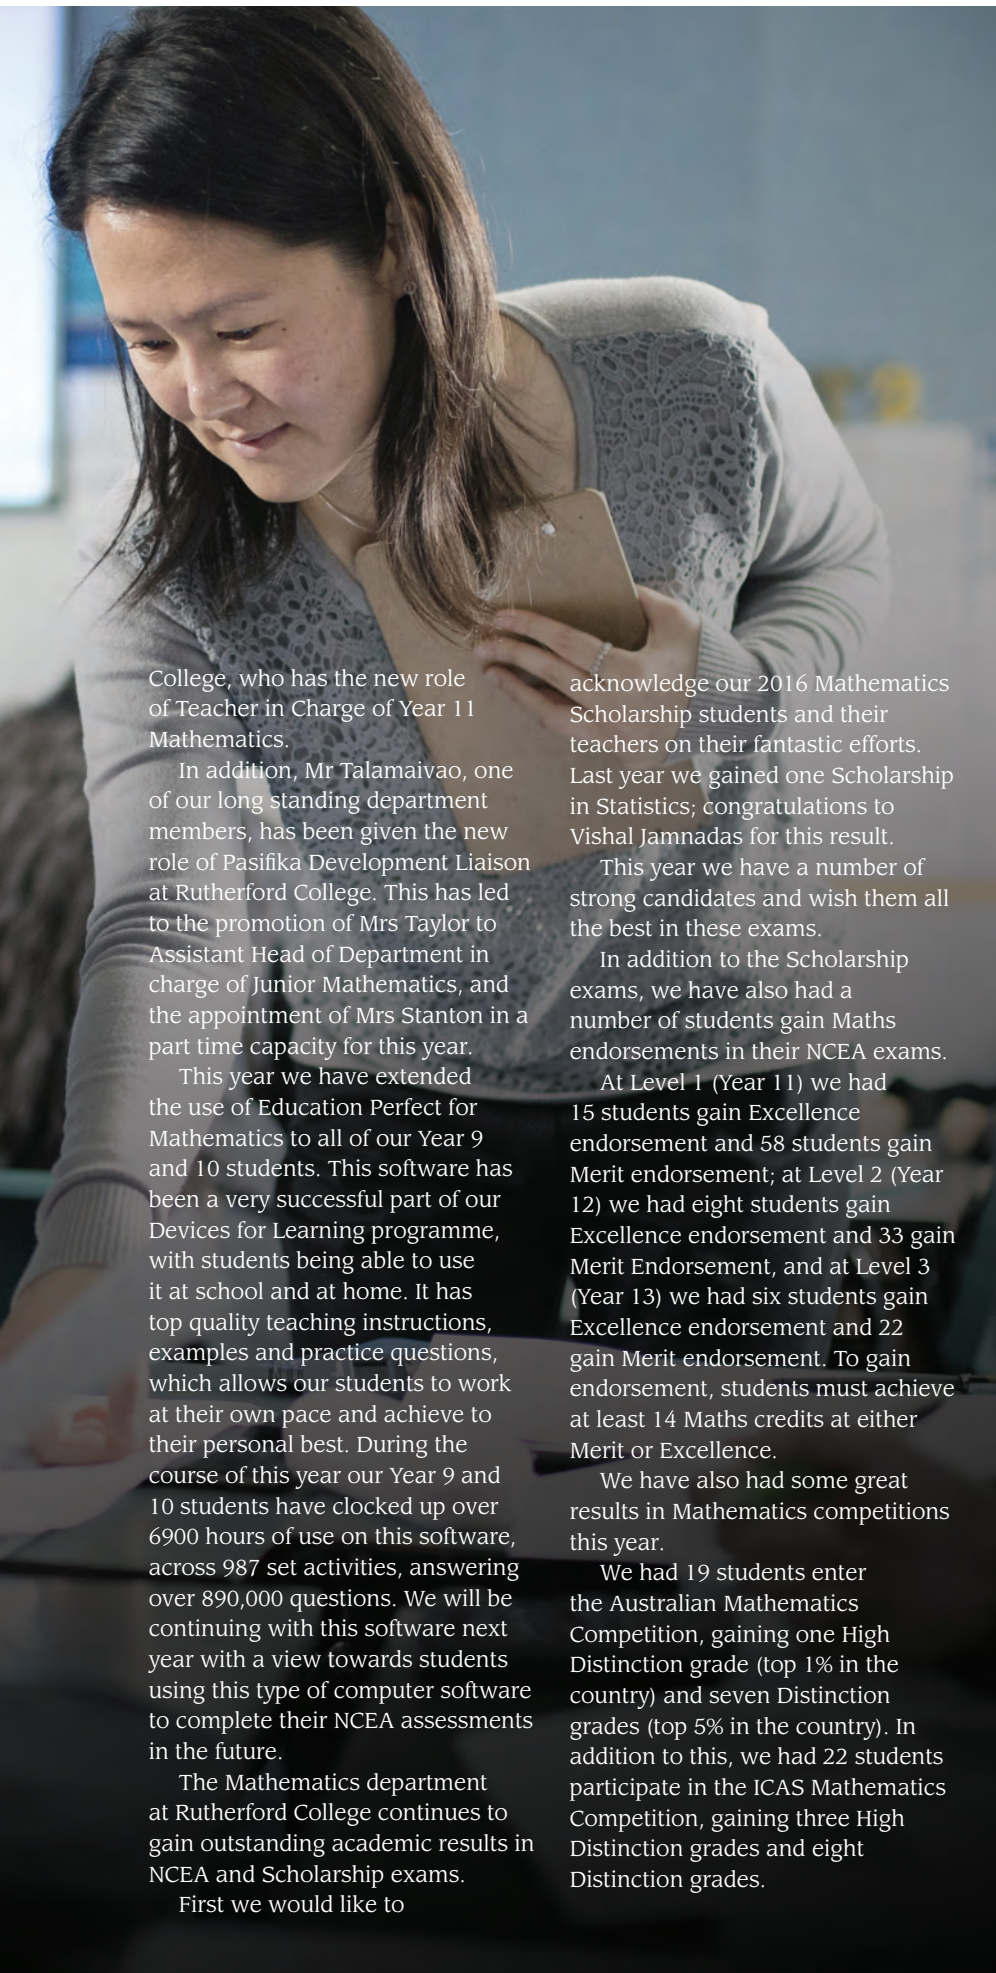 College, who has the new role
of Teacher in Charge of Year 11
Mathematics.
In addition, Mr Talamaivao, one
of our long standing department
members, has been given the new
role of Pasifika Development Liaison
at Rutherford College. This has led
to the promotion of Mrs Taylor to
Assistant Head of Department in
charge of Junior Mathematics, and
the appointment of Mrs Stanton in a
part time capacity for this year.
This year we have extended
the use of Education Perfect for
Mathematics to all of our Year 9
and 10 students. This software has
been a very successful part of our
Devices for Learning programme,
with students being able to use
it at school and at home. It has
top quality teaching instructions,
examples and practice questions,
which allows our students to work
at their own pace and achieve to
their personal best. During the
course of this year our Year 9 and
10 students have clocked up over
6900 hours of use on this software,
across 987 set activities, answering
over 890,000 questions. We will be
continuing with this software next
year with a view towards students
using this type of computer software
to complete their NCEA assessments
in the future.
The Mathematics department
at Rutherford College continues to
gain outstanding academic results in
NCEA and Scholarship exams.
First we would like to
acknowledge our 2016 Mathematics
Scholarship students and their
teachers on their fantastic efforts.
Last year we gained one Scholarship
in Statistics; congratulations to
Vishal Jamnadas for this result.
This year we have a number of
strong candidates and wish them all
the best in these exams.
In addition to the Scholarship
exams, we have also had a
number of students gain Maths
endorsements in their NCEA exams.
At Level 1 (Year 11) we had
15 students gain Excellence
endorsement and 58 students gain
Merit endorsement; at Level 2 (Year
12) we had eight students gain
Excellence endorsement and 33 gain
Merit Endorsement, and at Level 3
(Year 13) we had six students gain
Excellence endorsement and 22
gain Merit endorsement. To gain
endorsement, students must achieve
at least 14 Maths credits at either
Merit or Excellence.
We have also had some great
results in Mathematics competitions
this year.
We had 19 students enter
the Australian Mathematics
Competition, gaining one High
Distinction grade (top 1% in the
country) and seven Distinction
grades (top 5% in the country). In
addition to this, we had 22 students
participate in the ICAS Mathematics
Competition, gaining three High
Distinction grades and eight
Distinction grades.